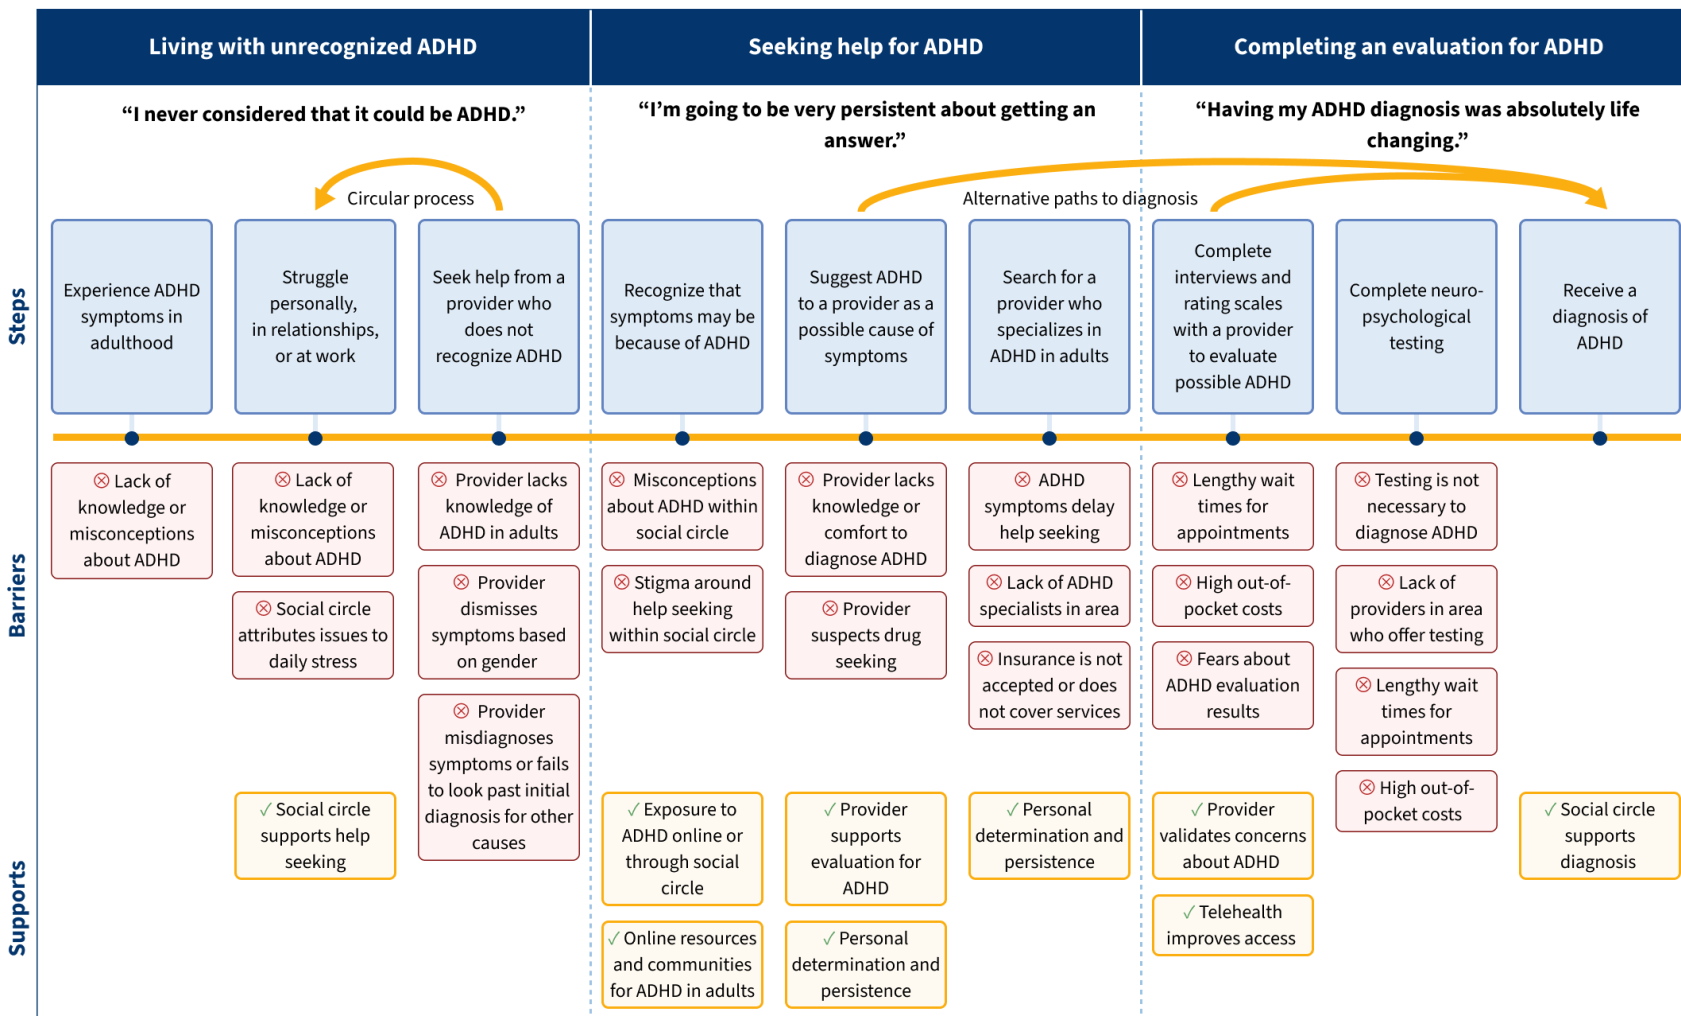 Living with unrecognized ADHD
Seeking help for ADHD
Completing an evaluation for ADHD
“I never considered that it could be ADHD.”
“I’m going to be very persistent about getting an
answer.”
“Having my ADHD diagnosis was absolutely life
changing.”
Circular process
Alternative paths to diagnosis
Steps
Experience ADHD
symptoms in
adulthood
Struggle
personally,
in relationships,
or at work
Seek help from a
provider who
does not
recognize ADHD
Recognize that
symptoms may be
because of ADHD
Suggest ADHD
to a provider as a
possible cause of
symptoms
Search for a
provider who
specializes in
ADHD in adults
Complete
interviews and
rating scales
with a provider
to evaluate
possible ADHD
Complete neuro-
psychological
testing
Receive a
diagnosis of
ADHD
Barriers
Lack of
knowledge or
misconceptions
about ADHD
Lack of
knowledge or
misconceptions
about ADHD
Social circle
attributes issues to
daily stress
Provider lacks
knowledge of
ADHD in adults
Provider
dismisses
symptoms based
on gender
Provider
misdiagnoses
symptoms or fails
to look past initial
diagnosis for other
causes
Misconceptions
about ADHD within
social circle
Stigma around
help seeking
within social circle
Provider lacks
knowledge or
comfort to
diagnose ADHD
Provider
suspects drug
seeking
ADHD
symptoms delay
help seeking
Lack of ADHD
specialists in area
Insurance is not
accepted or does
not cover services
Lengthy wait
times for
appointments
High out-of-
pocket costs
Fears about
ADHD evaluation
results
Testing is not
necessary to
diagnose ADHD
Lack of
providers in area
who offer testing
Lengthy wait
times for
appointments
High out-of-
pocket costs
Supports
✓ Social circle
supports help
seeking
✓ Exposure to
ADHD online or
through social
circle
✓ Online resources
and communities
for ADHD in adults
✓ Provider
supports
evaluation for
ADHD
✓ Personal
determination and
persistence
✓ Personal
determination and
persistence
✓ Provider
validates concerns
about ADHD
✓ Telehealth
improves access
✓ Social circle
supports
diagnosis